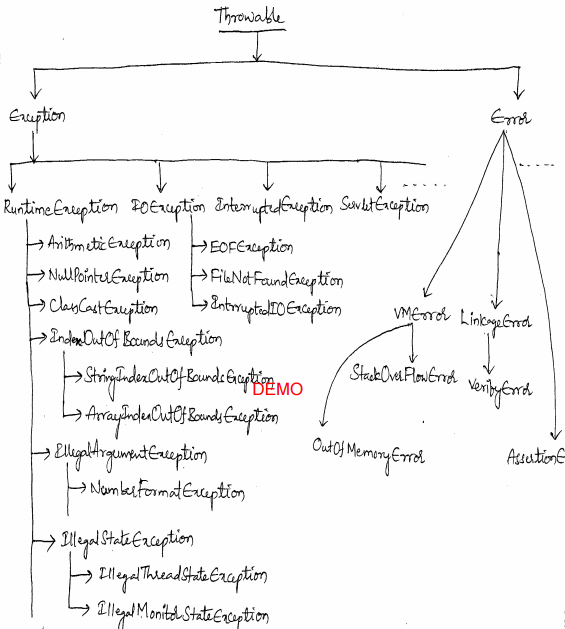 Throwable
Exception
Error
RuntimeException IOException InterruptedException ServletException
ArithmeticException
EOFException
NullPointerException
FileNotFoundException
ClassCastException
InterruptedIOException
VMError
LinkageError
IndexOutOfBoundsException
StringIndexOutOfBoundsException
DEMO
StackOverFlowError
VerifyError
ArrayIndexOutOfBoundsException
IllegalArgumentException
OutOfMemoryError
AssertionE
NumberFormatException
IllegalStateException
IllegalThreadStateException
IllegalMonitorStateException